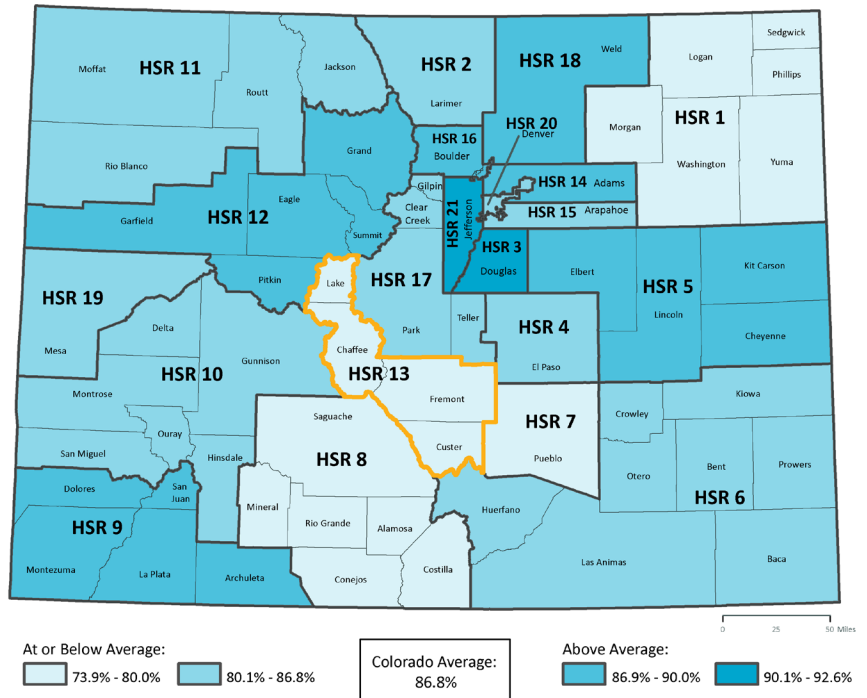 Sedgwick
Weld
Logan
HSR 18
HSR 2
HSR 11
Jackson
Moffat
Phillips
Routt
Larimer
HSR 1
HSR 20
Morgan
Denver
HSR 16
Grand
Boulder
Rio Blanco
Washington
Yuma
HSR 14
Adams
Gilpin
Eagle
HSR 21
Jefferson
Clear
Creek
HSR 15
Arapahoe
HSR 12
Garfield
Summit
HSR 3
Douglas
Elbert
Kit Carson
Pitkin
HSR 17
Lake
HSR 5
HSR 19
Lincoln
Teller
Park
HSR 4
Delta
Cheyenne
Mesa
Chaffee
Gunnison
El Paso
HSR 10
HSR 13
Montrose
Kiowa
Fremont
Saguache
Crowley
HSR 7
Ouray
Custer
San Miguel
Hinsdale
HSR 8
Pueblo
Bent
Prowers
Otero
Dolores
San
Juan
HSR 6
Mineral
Huerfano
Rio Grande
Alamosa
HSR 9
Las Animas
Baca
Montezuma
La Plata
Archuleta
Conejos
Costilla
0 25 50 Miles
At or Below Average:
73.9% - 80.0%
80.1% - 86.8%
Colorado Average:
86.8%
Above Average:
86.9% - 90.0%
90.1% - 92.6%